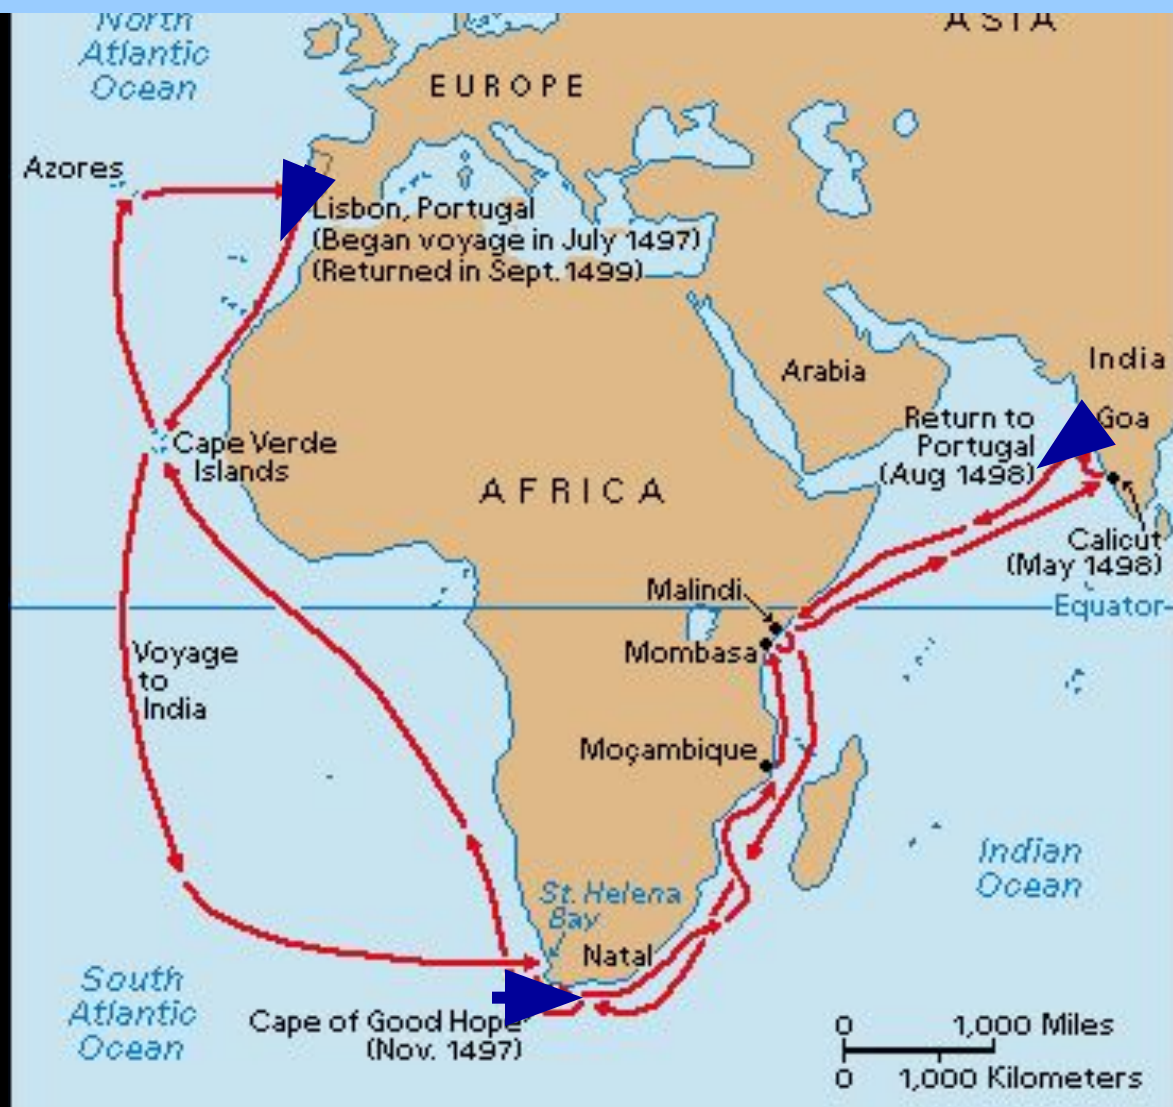 North
Atlantic
Ocean
ASIA
EUROPE
Azores
Lisbon, Portugal
(Began voyage in July 1497)
(Returned in Sept. 1499)
Arabia
India
Goa
Return to
Portugal
(Aug 1498)
Cape Verde
Islands
AFRICA
Calicut
(May 1498)
Malindi
Equator
Mombasa
Voyage
to
India
Moçambique
Indian
Ocean
St. Helena
Bay
Natal
South
Atlantic
Ocean
Cape of Good Hope
(Nov. 1497)
0 1,000 Miles
0 1,000 Kilometers